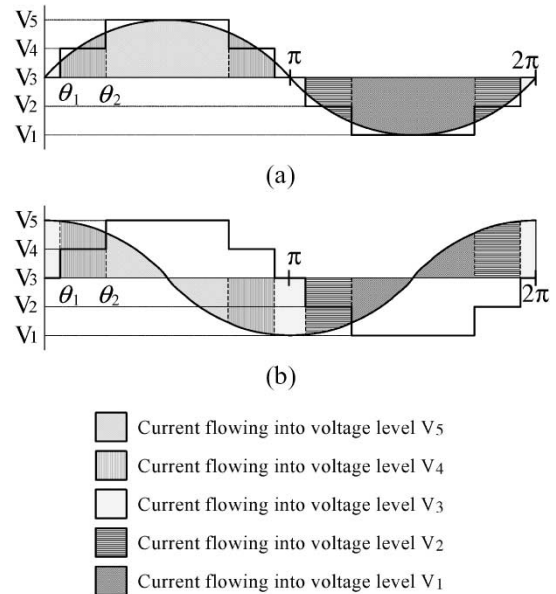 V5
V4
V3
V2
V1
θ1 θ2
π
2π
(a)
V5
V4
V3
V2
V1
θ1 θ2
π
2π
(b)
Current flowing into voltage level V5
Current flowing into voltage level V4
Current flowing into voltage level V3
Current flowing into voltage level V2
Current flowing into voltage level V1